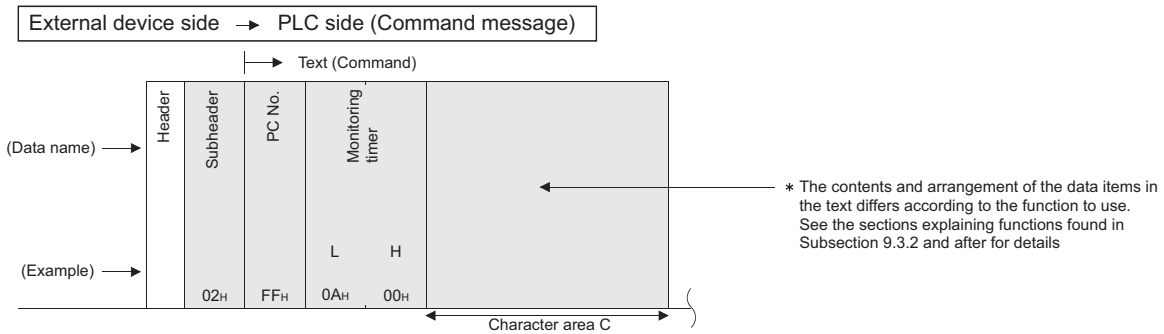 External device side → PLC side (Command message)
Text (Command)
(Data name)
Header
Subheader
PC No.
Monitoring
timer
* The contents and arrangement of the data items in
the text differs according to the function to use.
See the sections explaining functions found in
Subsection 9.3.2 and after for details
L H
(Example)
02H FFH 0AH 00H
Character area C